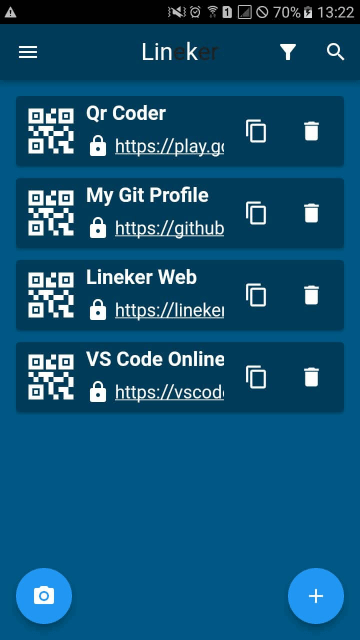 70% 13:22
Lineker
Qr Coder
https://play.go
My Git Profile
https://github
Lineker Web
https://lineker
VS Code Online
https://vscod